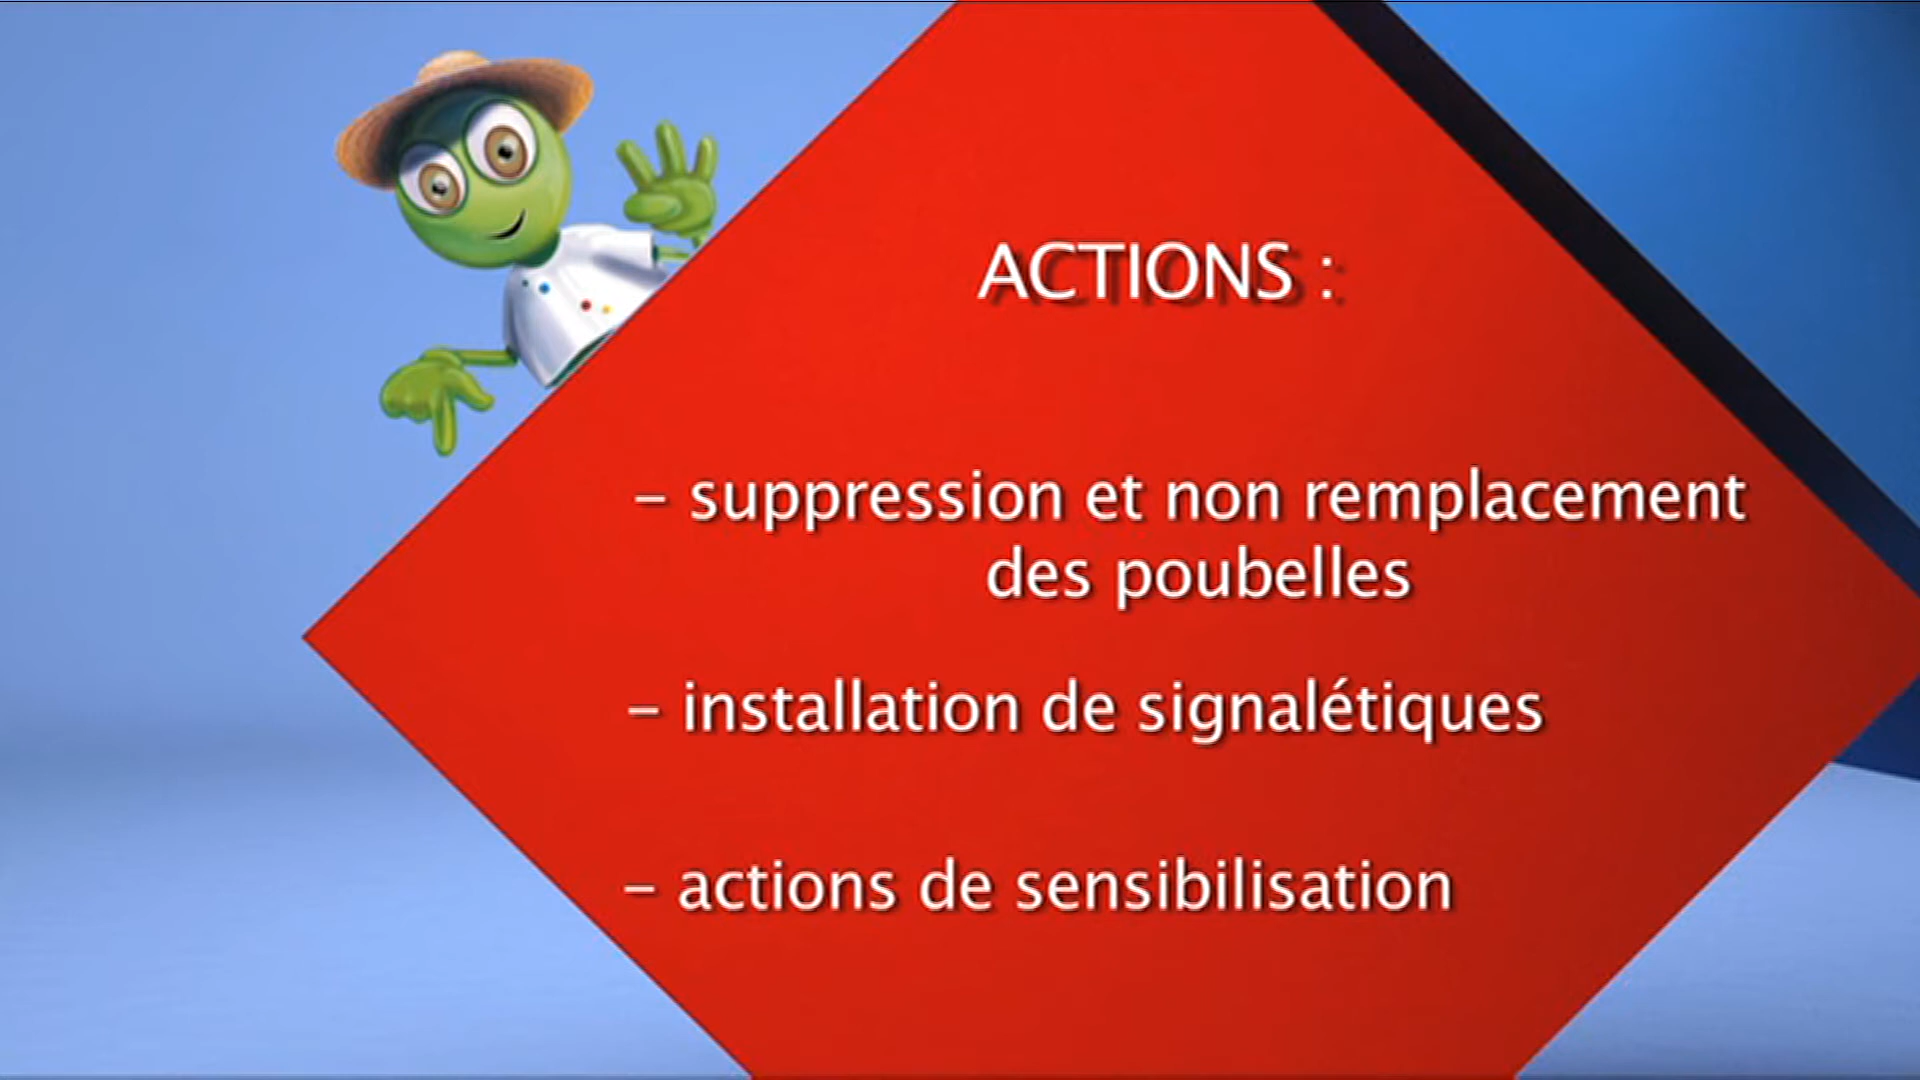 ACTIONS :
– suppression et non remplacement
des poubelles
– installation de signalétiques
– actions de sensibilisation